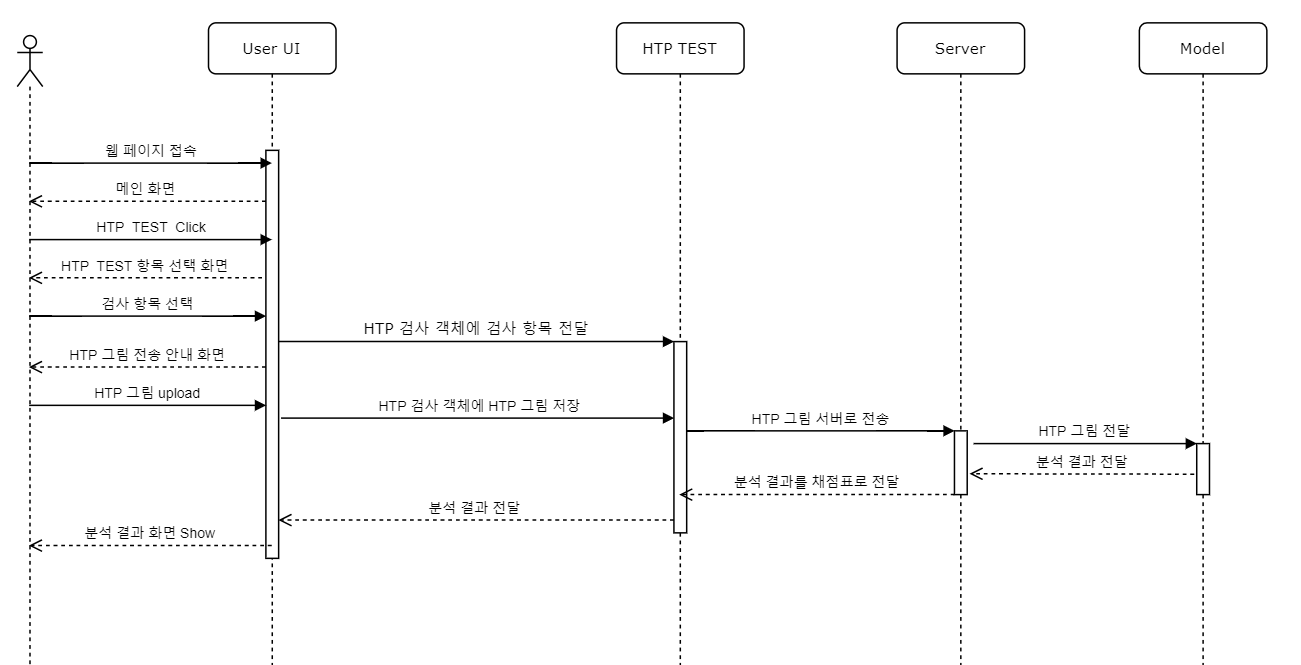 User UI
HTP TEST
Server
Model
웹 페이지 접속
메인 화면
HTP TEST Click
HTP TEST 항목 선택 화면
검사 항목 선택
HTP 검사 객체에 검사 항목 전달
HTP 그림 전송 안내 화면
HTP 그림 upload
HTP 검사 객체에 HTP 그림 저장
HTP 그림 서버로 전송
HTP 그림 전달
분석 결과 전달
분석 결과를 채점표로 전달
분석 결과 전달
분석 결과 화면 Show